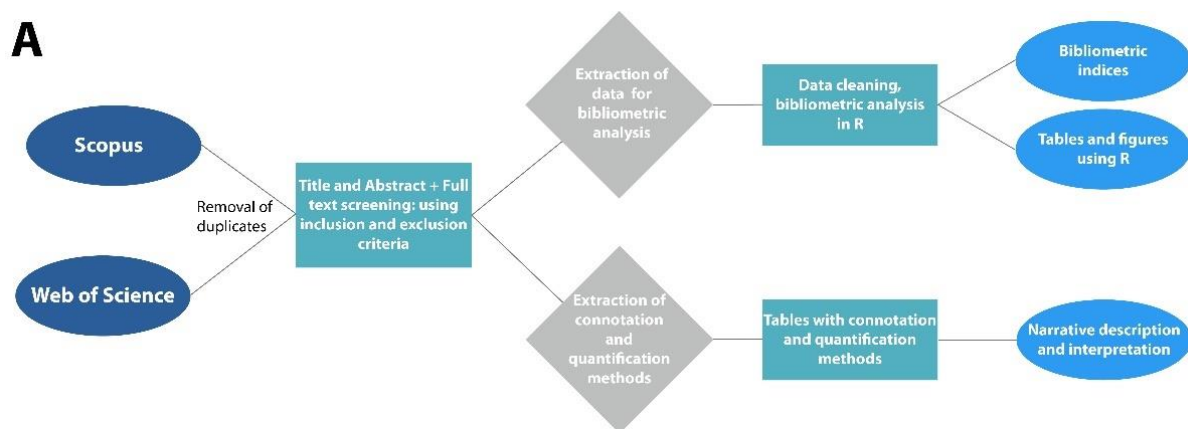 A
Scopus
Web of Science
Removal of
duplicates
Title and Abstract + Full
text screening: using
inclusion and exclusion
criteria
Extraction of
data for
bibliometric
analysis
Data cleaning,
bibliometric analysis
in R
Bibliometric
indices
Tables and figures
using R
Extraction of
connotation
and
quantification
methods
Tables with connotation
and quantification
methods
Narrative description
and interpretation